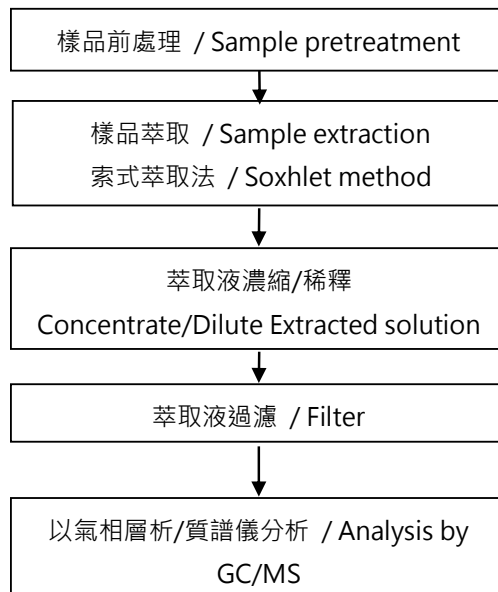 樣品前處理 / Sample pretreatment
樣品萃取 / Sample extraction
索式萃取法 / Soxhlet method
萃取液濃縮/稀釋
Concentrate/Dilute Extracted solution
萃取液過濾 / Filter
以氣相層析/質譜儀分析 / Analysis by
GC/MS